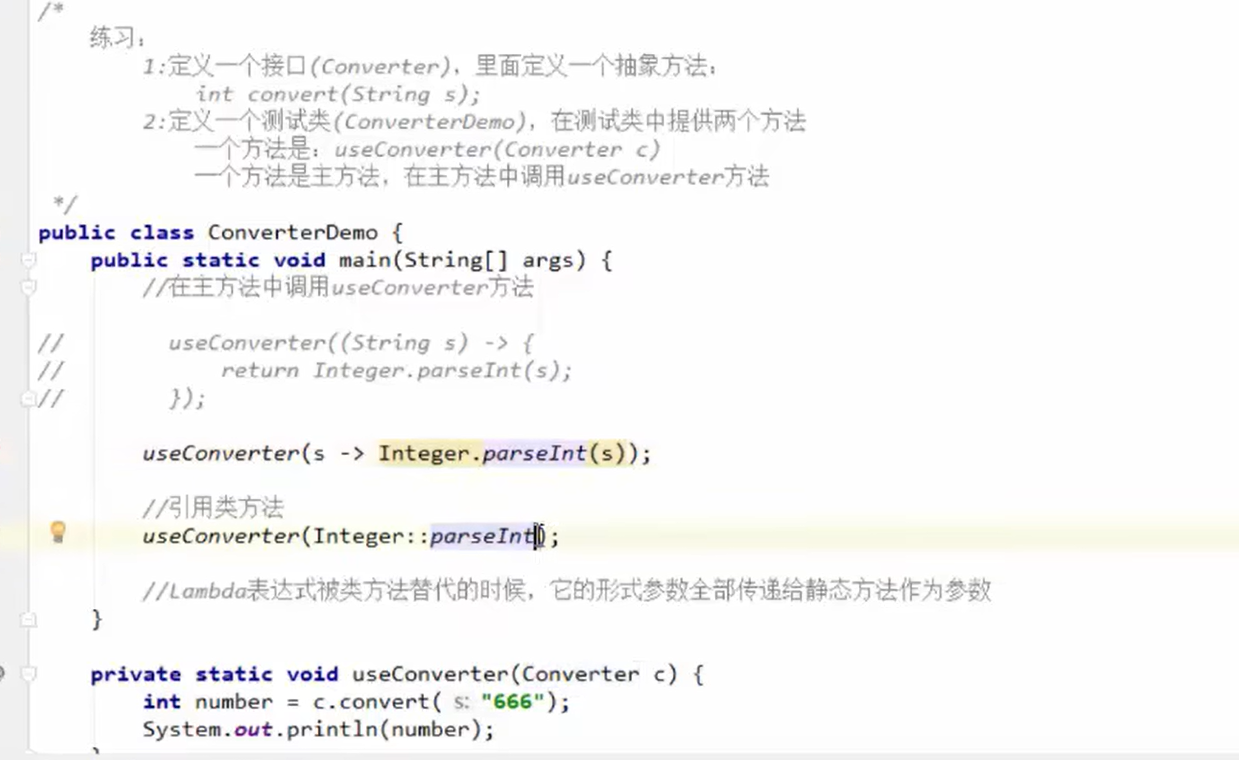 /*
练习：
1:定义一个接口(Converter)，里面定义一个抽象方法：
int convert(String s);
2:定义一个测试类(ConverterDemo)，在测试类中提供两个方法
一个方法是：useConverter(Converter c)
一个方法是主方法，在主方法中调用useConverter方法
*/
public class ConverterDemo {
public static void main(String[] args) {
//在主方法中调用useConverter方法
// useConverter((String s) -> {
// return Integer.parseInt(s);
// });
useConverter(s -> Integer.parseInt(s));
//引用类方法
useConverter(Integer::parseInt);
//Lambda表达式被类方法替代的时候，它的形式参数全部传递给静态方法作为参数
}
private static void useConverter(Converter c) {
int number = c.convert( s: "666");
System.out.println(number);